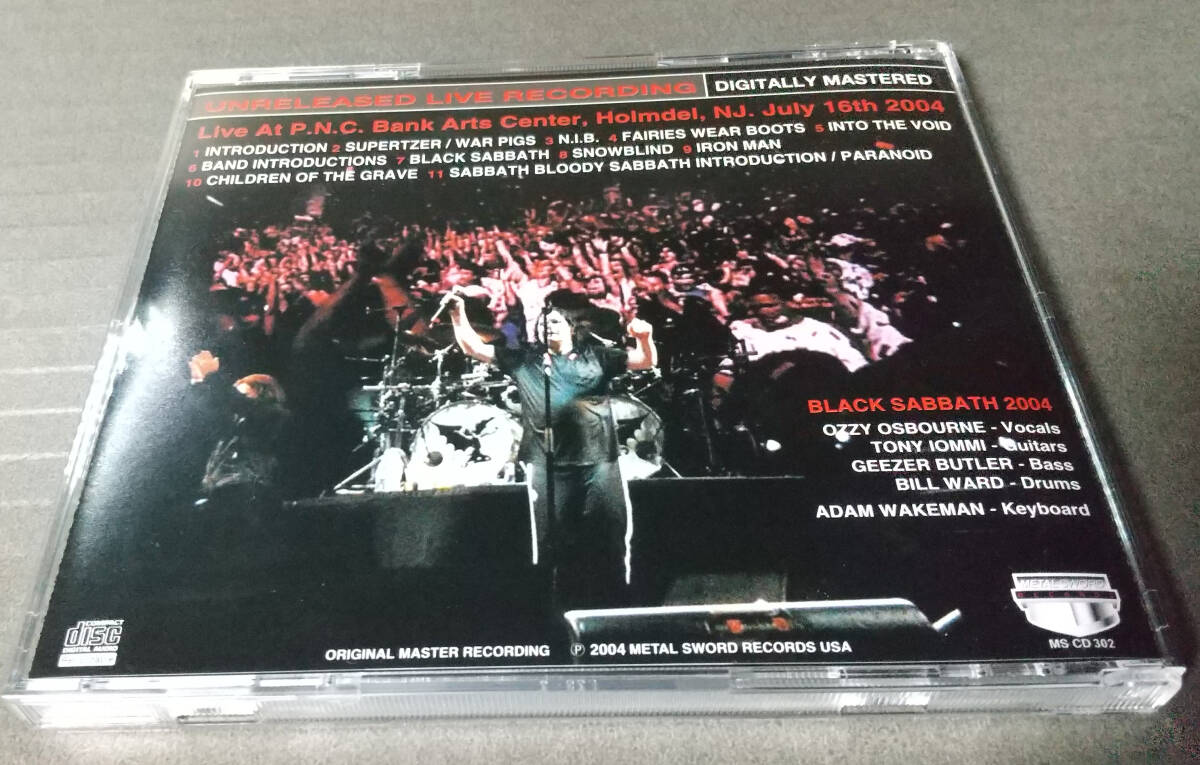 UNRELEASED LIVE RECORDING DIGITALLY MASTERED
Live At P.N.C. Bank Arts Center, Holmdel, NJ. July 16th 2004
1 INTRODUCTION 2 SUPERTZER / WAR PIGS 3 N.I.B. 4 FAIRIES WEAR BOOTS 5 INTO THE VOID
6 BAND INTRODUCTIONS 7 BLACK SABBATH 8 SNOWBLIND 9 IRON MAN
10 CHILDREN OF THE GRAVE 11 SABBATH BLOODY SABBATH INTRODUCTION / PARANOID
BLACK SABBATH 2004
OZZY OSBOURNE - Vocals
TONY IOMMI - Guitars
GEEZER BUTLER - Bass
BILL WARD - Drums
ADAM WAKEMAN - Keyboard
METAL SWORD
COMPACT
disc
DIGITAL AUDIO
ORIGINAL MASTER RECORDING ℗ 2004 METAL SWORD RECORDS USA
MS CD 302